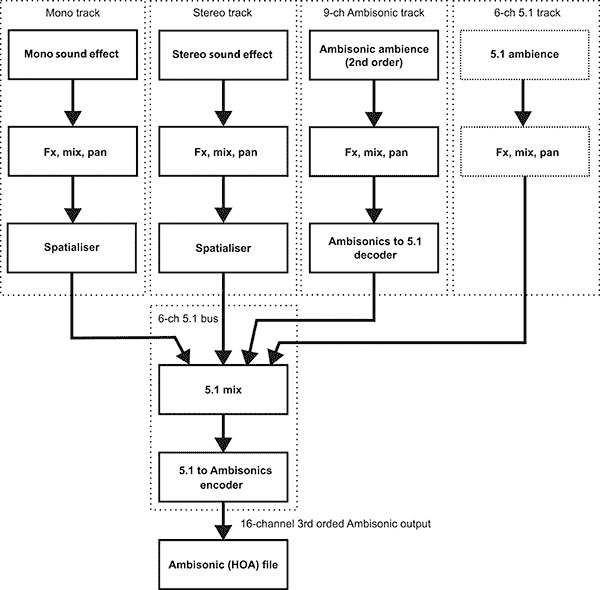 Mono track
Stereo track
9-ch Ambisonic track
6-ch 5.1 track
Mono sound effect
Stereo sound effect
Ambisonic ambience
(2nd order)
5.1 ambience
Fx, mix, pan
Fx, mix, pan
Fx, mix, pan
Fx, mix, pan
Spatialiser
Spatialiser
Ambisonics to 5.1
decoder
6-ch 5.1 bus
5.1 mix
5.1 to Ambisonics
encoder
16-channel 3rd orded Ambisonic output
Ambisonic (HOA) file